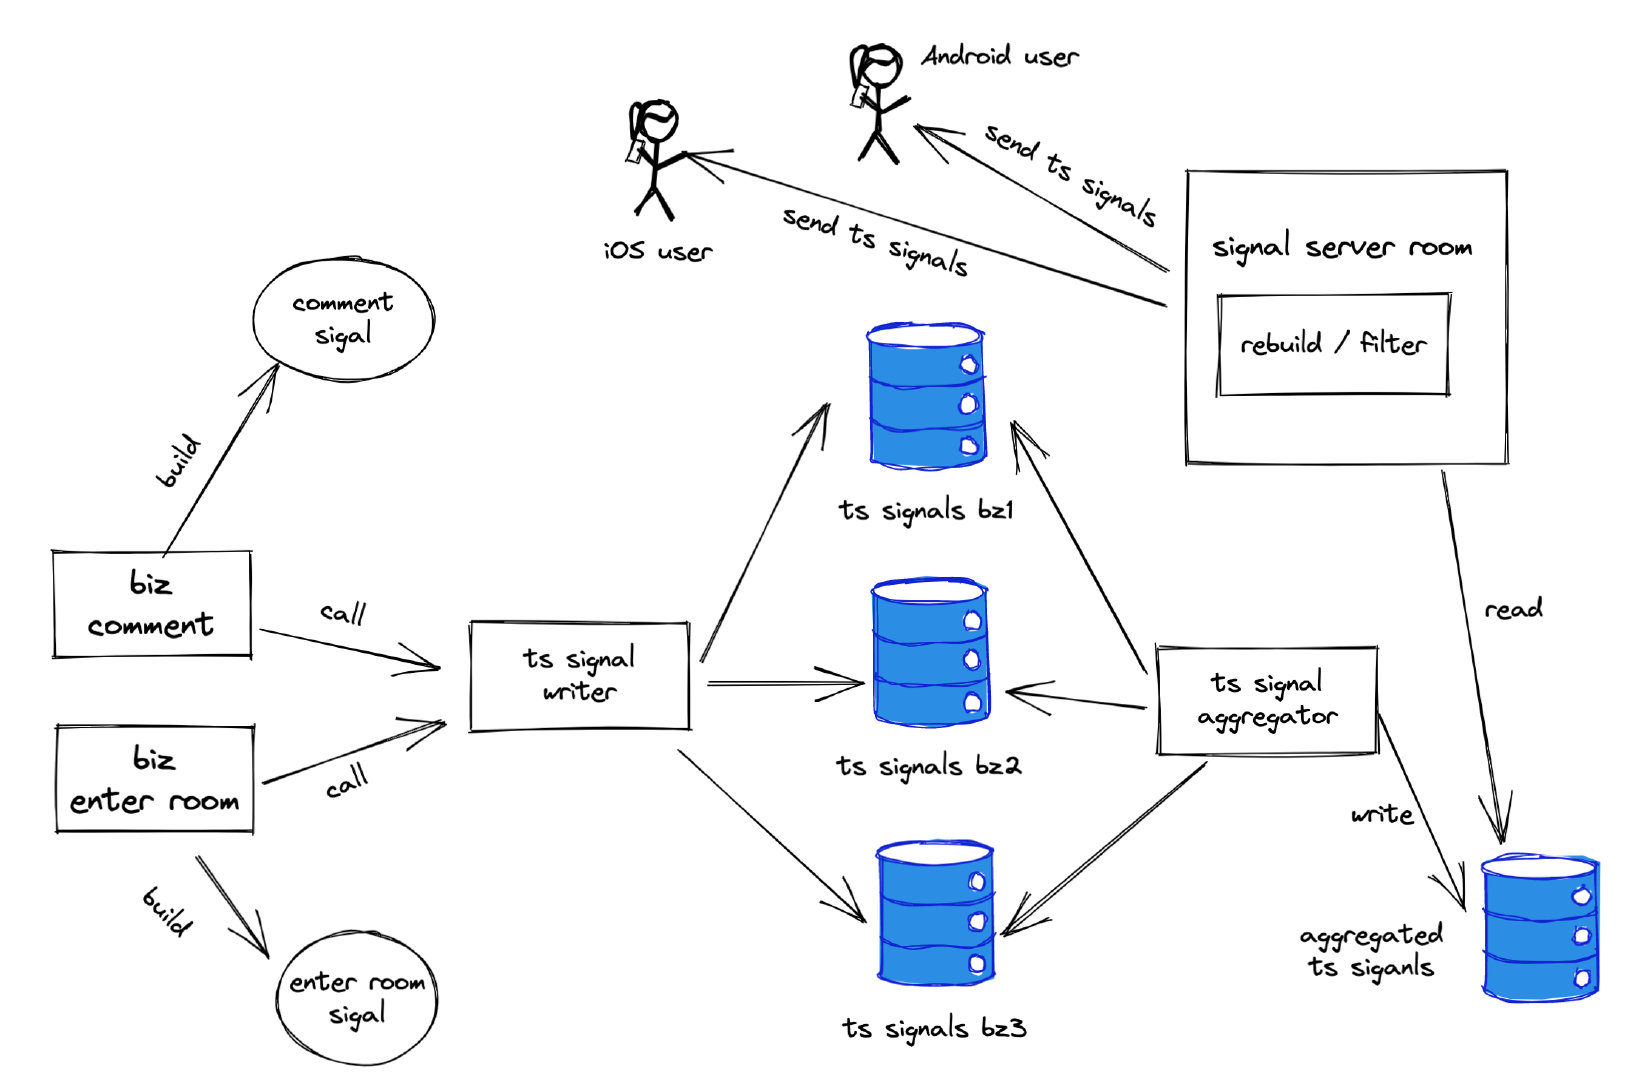 Android user
send ts signals
iOS user
send ts signals
signal server room
rebuild / filter
comment
sigal
build
ts signals bz1
biz
comment
call
ts signal
writer
read
ts signal
aggregator
biz
enter room
call
ts signals bz2
write
build
aggregated
ts siganls
enter room
sigal
ts signals bz3